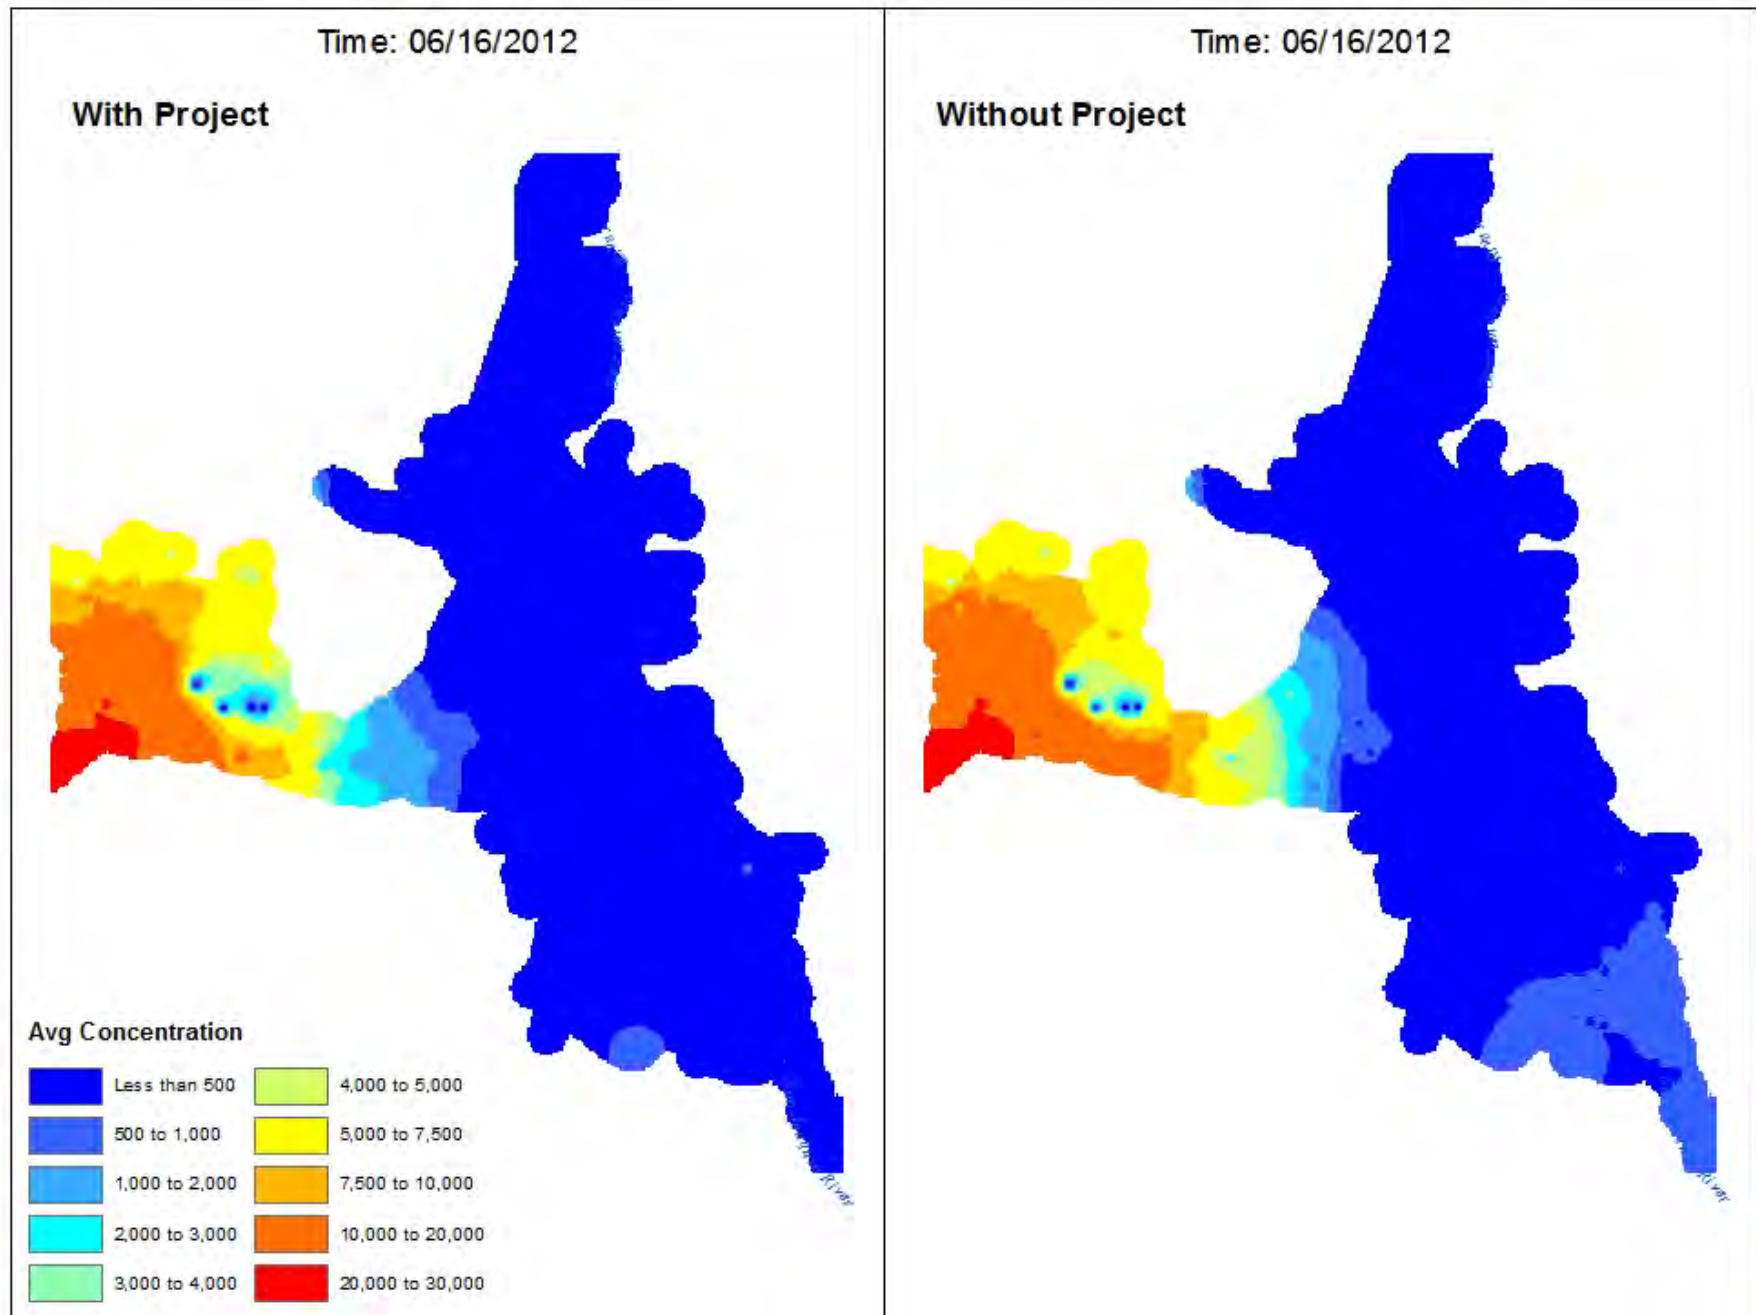 Time: 06/16/2012
With Project
Time: 06/16/2012
Without Project
Avg Concentration
Less than 500
500 to 1,000
1,000 to 2,000
2,000 to 3,000
3,000 to 4,000
4,000 to 5,000
5,000 to 7,500
7,500 to 10,000
10,000 to 20,000
20,000 to 30,000
River
River